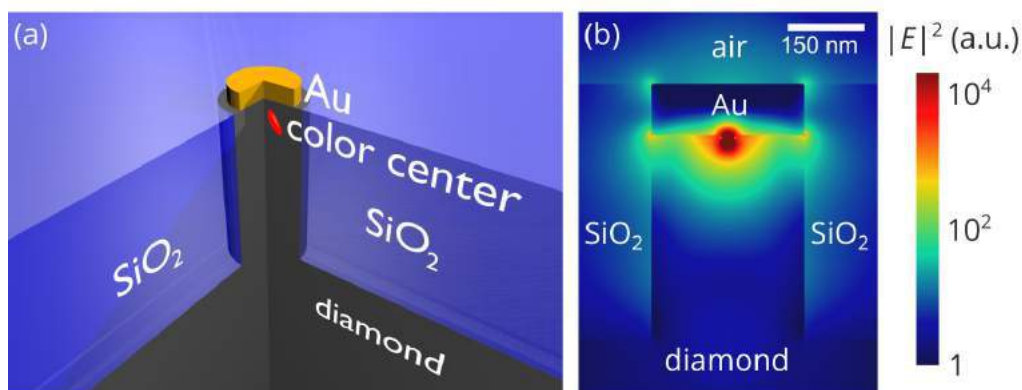 (a)
Au
color center
SiO₂
SiO₂
diamond
(b)
150 nm
air
Au
SiO₂
SiO₂
diamond
|E|² (a.u.)
10⁴
10²
1